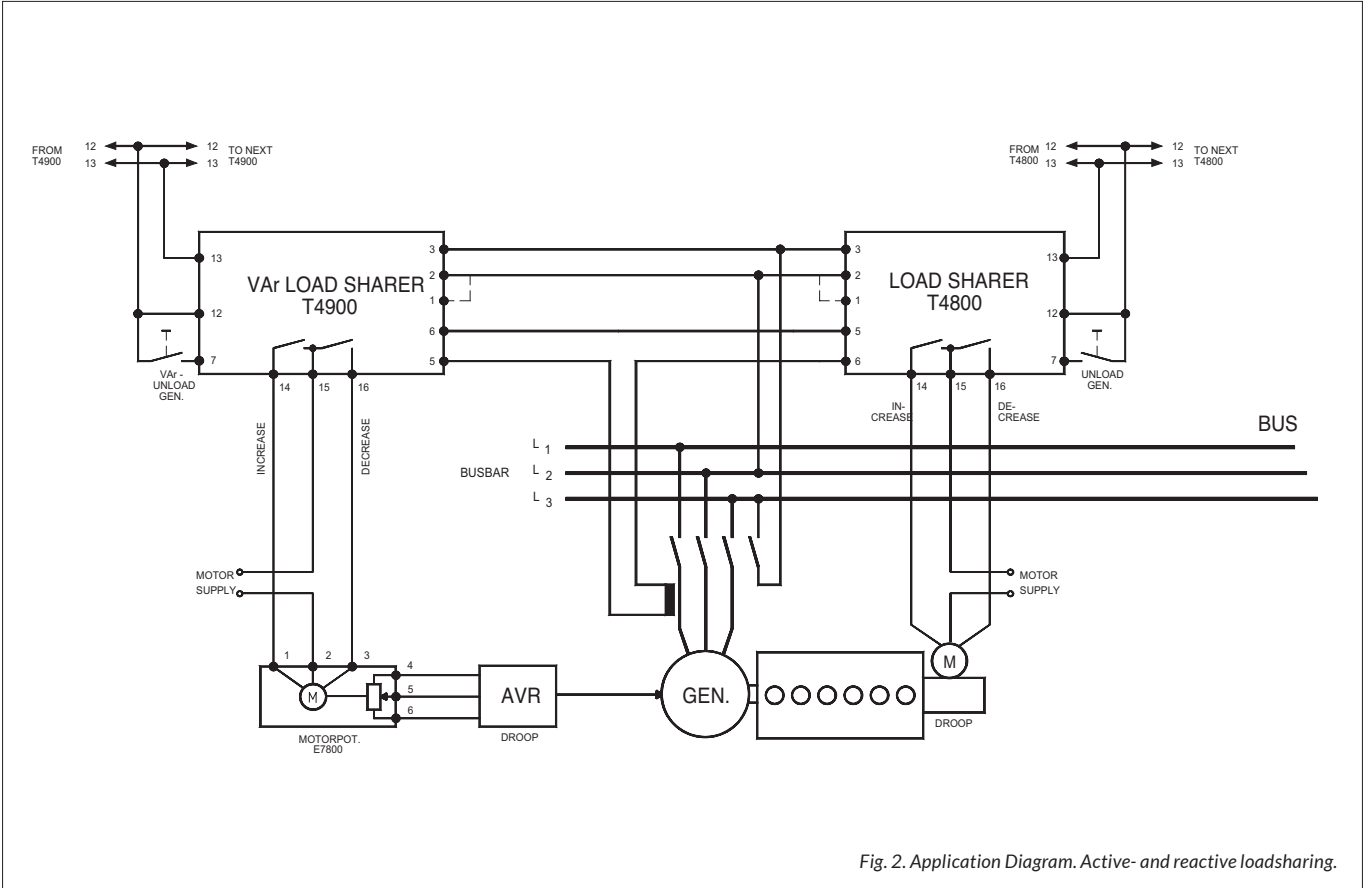 FROM 12 12 TO NEXT
T4900 13 13 T4900
FROM 12 12 TO NEXT
T4800 13 13 T4800
13
VAr LOAD SHARER
T4900
12
7
VAr -
UNLOAD
GEN.
3
2
1
6
5
14 15 16
3
2
1
5
6
LOAD SHARER
T4800
13
12
7
UNLOAD
GEN.
14 15 16
IN-
CREASE
DE-
CREASE
INCREASE
DECREASE
BUS
BUSBAR
L 1
L 2
L 3
MOTOR
SUPPLY
MOTOR
SUPPLY
1 2 3
4
5
6
M
MOTORPOT.
E7800
AVR
DROOP
GEN.
M
DROOP
Fig. 2. Application Diagram. Active- and reactive loadsharing.